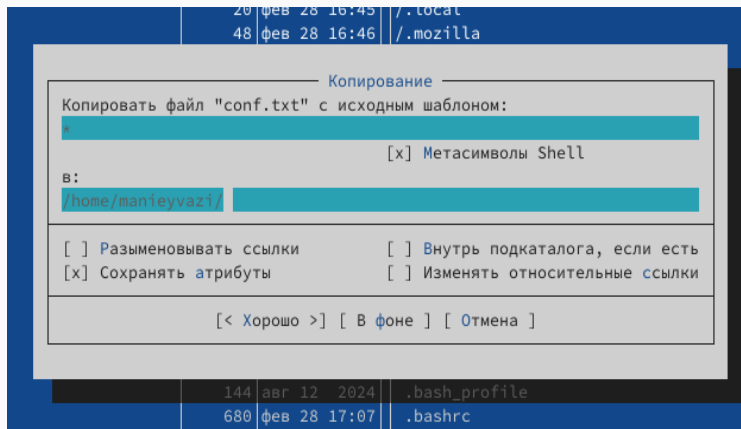 20 фев 28 16:45 /.local
48 фев 28 16:46 /.mozilla
Копирование
Копировать файл "conf.txt" с исходным шаблоном:
*
[x] Метасимволы Shell
в:
/home/manieyvazi/
[ ] Разыменовывать ссылки [ ] Внутрь подкаталога, если есть
[x] Сохранять атрибуты [ ] Изменять относительные ссылки
[< Хорошо >] [ В фоне ] [ Отмена ]
144 авг 12 2024 .bash_profile
680 фев 28 17:07 .bashrc